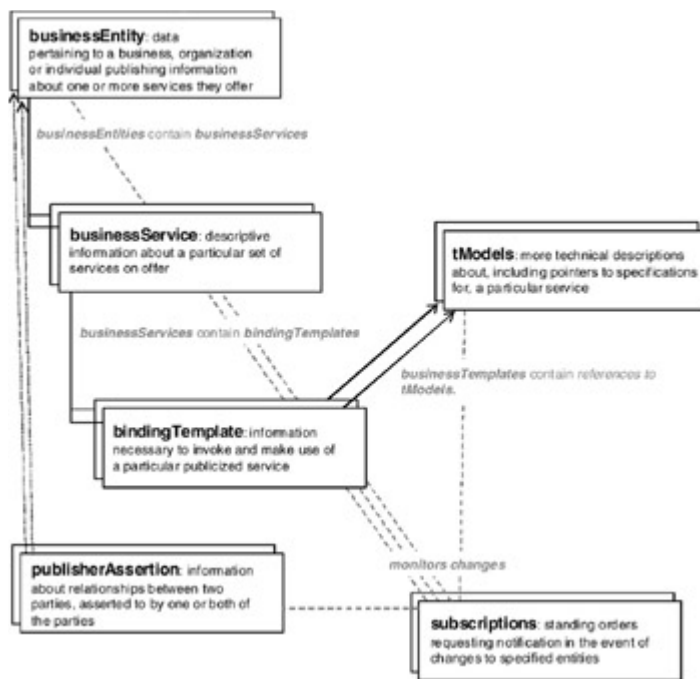 businessEntity: data
pertaining to a business, organization
or individual publishing information
about one or more services they offer
businessEntities contain businessServices
businessService: descriptive
information about a particular set of
services on offer
tModels: more technical descriptions
about, including pointers to specifications
for, a particular service
businessServices contain bindingTemplates
businessTemplates contain references to
tModels.
bindingTemplate: information
necessary to invoke and make use of
a particular publicized service
monitors changes
publisherAssertion: information
about relationships between two
parties, asserted to by one or both of
the parties
subscriptions: standing orders
requesting notification in the event of
changes to specified entities